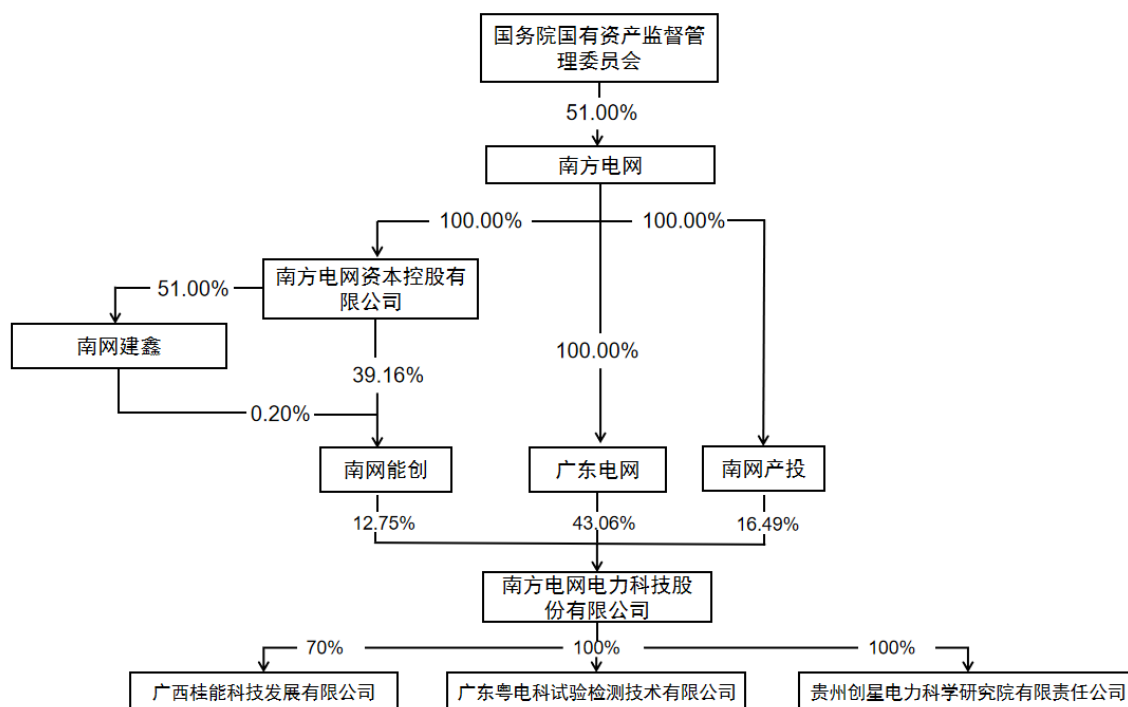 国务院国有资产监督管
理委员会
51.00%
南方电网
100.00%
100.00%
南方电网资本控股有
限公司
51.00%
南网建鑫
100.00%
39.16%
0.20%
南网能创
广东电网
南网产投
12.75%
43.06%
16.49%
南方电网电力科技股
份有限公司
70%
100%
100%
广西桂能科技发展有限公司
广东粤电科试验检测技术有限公司
贵州创星电力科学研究院有限责任公司